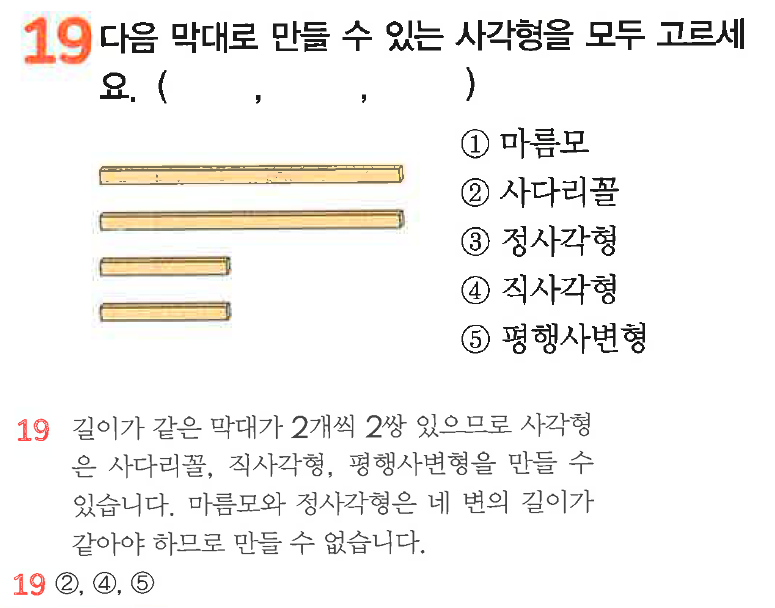 19 다음 막대로 만들 수 있는 사각형을 모두 고르세
요. ( , , )
① 마름모
② 사다리꼴
③ 정사각형
④ 직사각형
⑤ 평행사변형
19 길이가 같은 막대가 2개씩 2쌍 있으므로 사각형
은 사다리꼴, 직사각형, 평행사변형을 만들 수
있습니다. 마름모와 정사각형은 네 변의 길이가
같아야 하므로 만들 수 없습니다.
19 ②, ④, ⑤